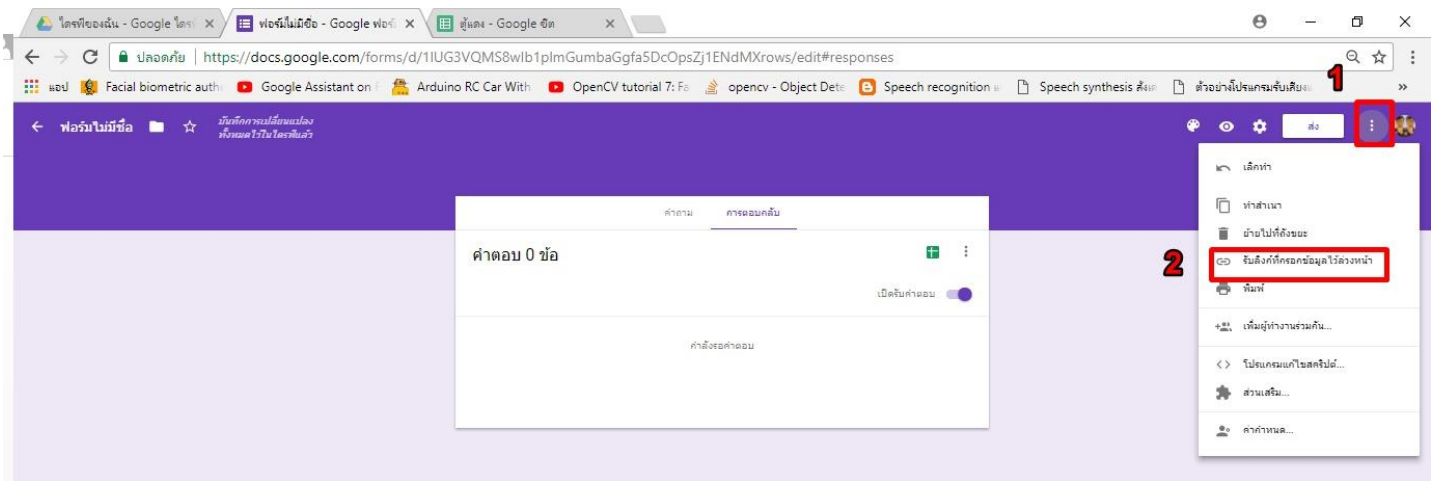 ไดรฟ์ของฉัน - Google ไดร
ฟอร์มไม่มีชื่อ - Google ฟอร์
ตู้แดง - Google ชีต
ปลอดภัย
https://docs.google.com/forms/d/1IUG3VQMS8wIb1plmGumbaGgfa5DcOpsZj1ENdMXrows/edit#responses
แอป
Facial biometric auth
Google Assistant on
Arduino RC Car With
OpenCV tutorial 7: Fa
opencv - Object Dete
Speech recognition
Speech synthesis สังเค
ตัวอย่างโปรแกรมรับเสียง
»
1
ฟอร์มไม่มีชื่อ
บันทึกการเปลี่ยนแปลง
ทั้งหมดไว้ในไดรฟ์แล้ว
ส่ง
เลิกทำ
คำถาม
การตอบกลับ
ทำสำเนา
ย้ายไปที่ถังขยะ
คำตอบ 0 ข้อ
2
รับลิงก์ที่กรอกข้อมูลไว้ล่วงหน้า
พิมพ์
เปิดรับคำตอบ
เพิ่มผู้ทำงานร่วมกัน...
กำลังรอคำตอบ
โปรแกรมแก้ไขสคริปต์...
ส่วนเสริม...
ค่ากำหนด...